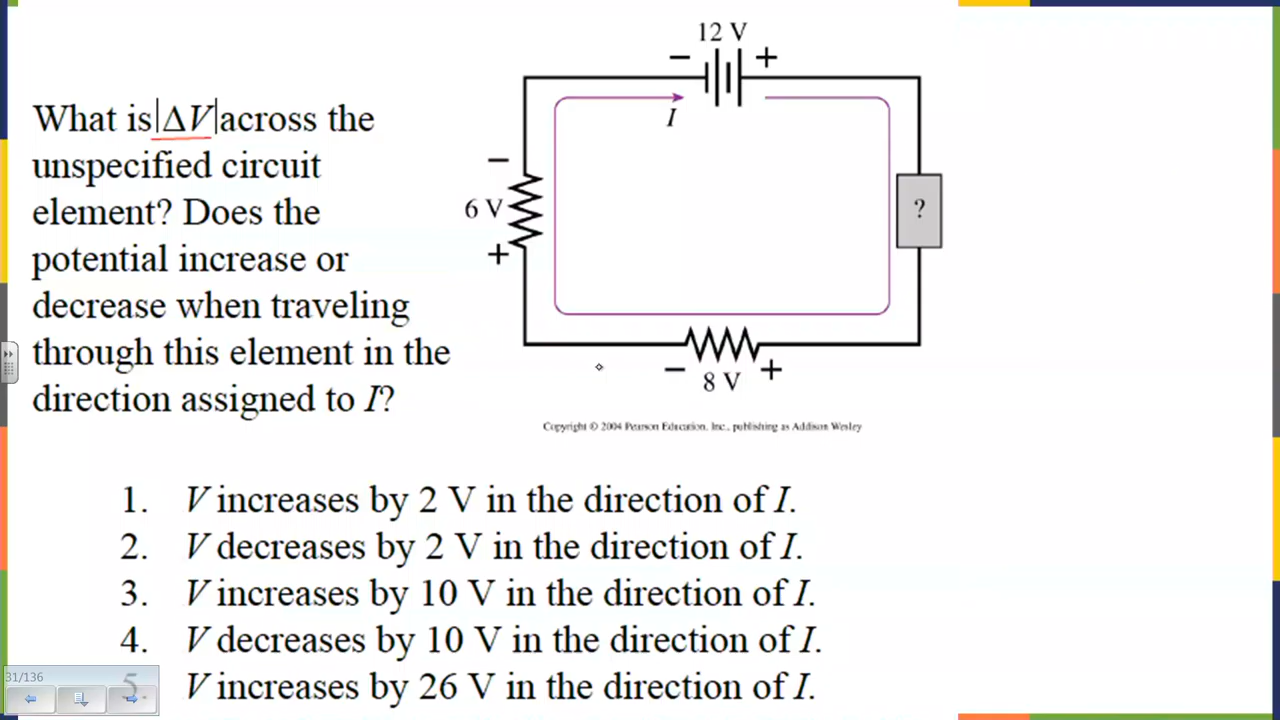 What is|ΔV|across the
unspecified circuit
element? Does the
potential increase or
decrease when traveling
through this element in the
direction assigned to I?
12 V
− +
I
−
6 V
+
?
− +
8 V
Copyright © 2004 Pearson Education, Inc., publishing as Addison Wesley
1. V increases by 2 V in the direction of I.
2. V decreases by 2 V in the direction of I.
3. V increases by 10 V in the direction of I.
4. V decreases by 10 V in the direction of I.
5. V increases by 26 V in the direction of I.
31/136